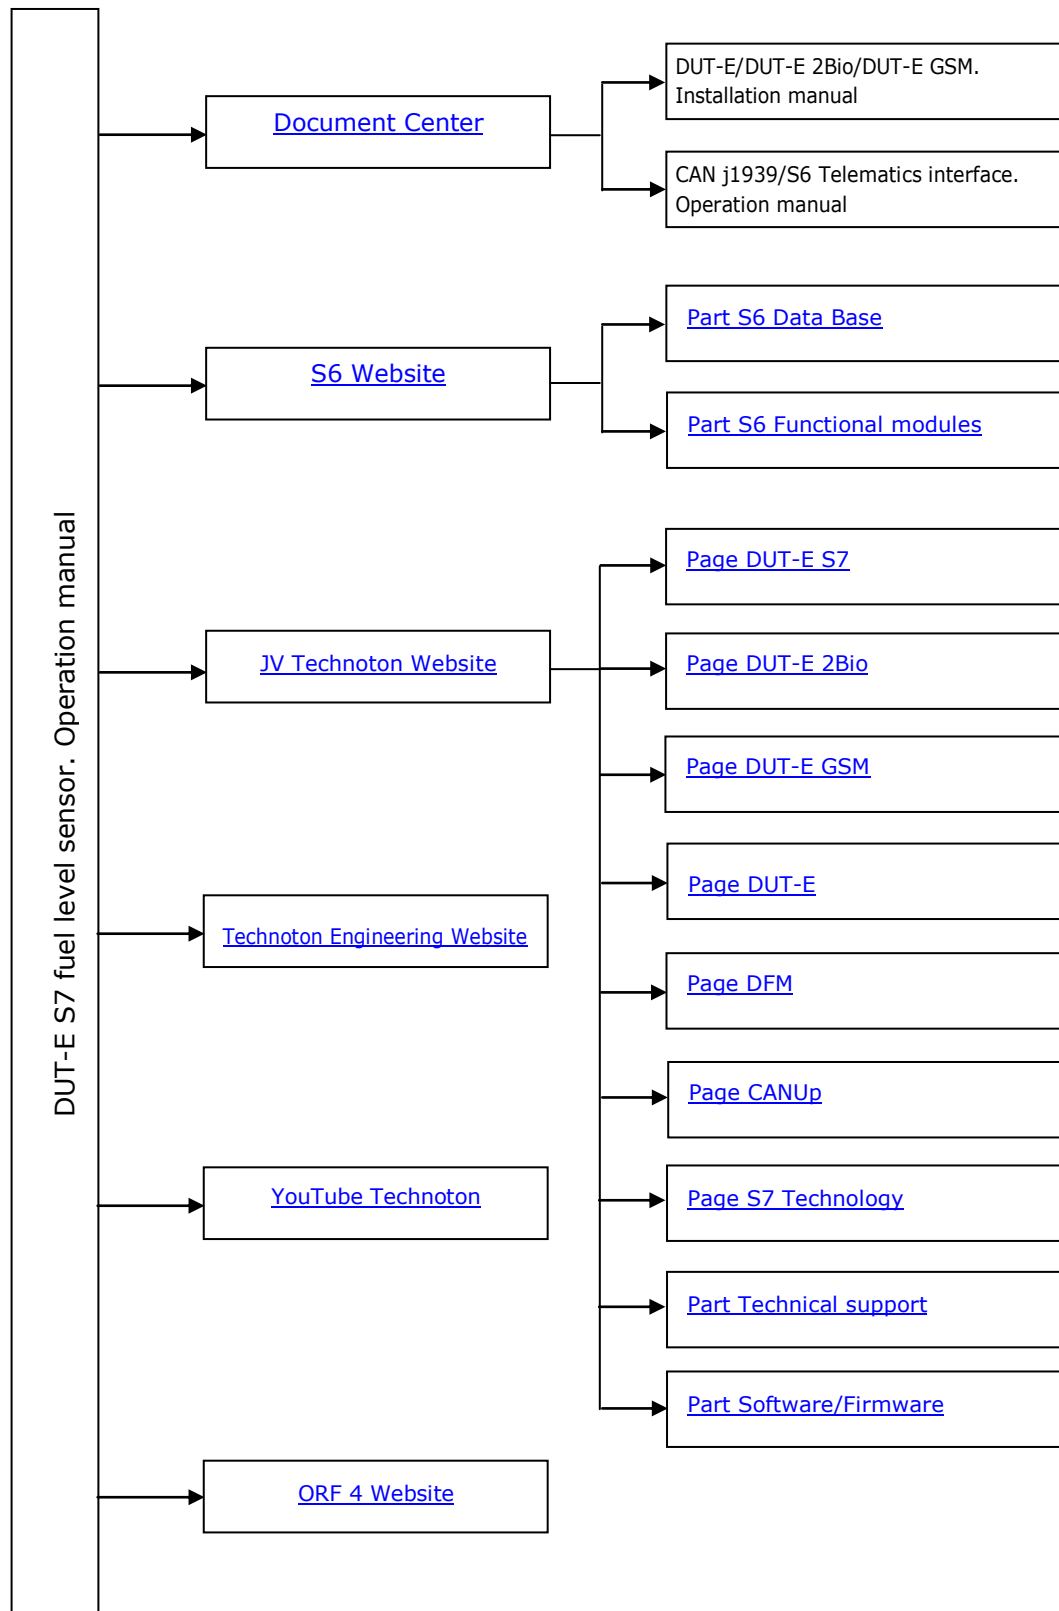 DUT-E S7 fuel level sensor. Operation manual
Document Center
DUT-E/DUT-E 2Bio/DUT-E GSM.
Installation manual
CAN j1939/S6 Telematics interface.
Operation manual
S6 Website
Part S6 Data Base
Part S6 Functional modules
JV Technoton Website
Page DUT-E S7
Page DUT-E 2Bio
Page DUT-E GSM
Page DUT-E
Page DFM
Page CANUp
Page S7 Technology
Part Technical support
Part Software/Firmware
Technoton Engineering Website
YouTube Technoton
ORF 4 Website